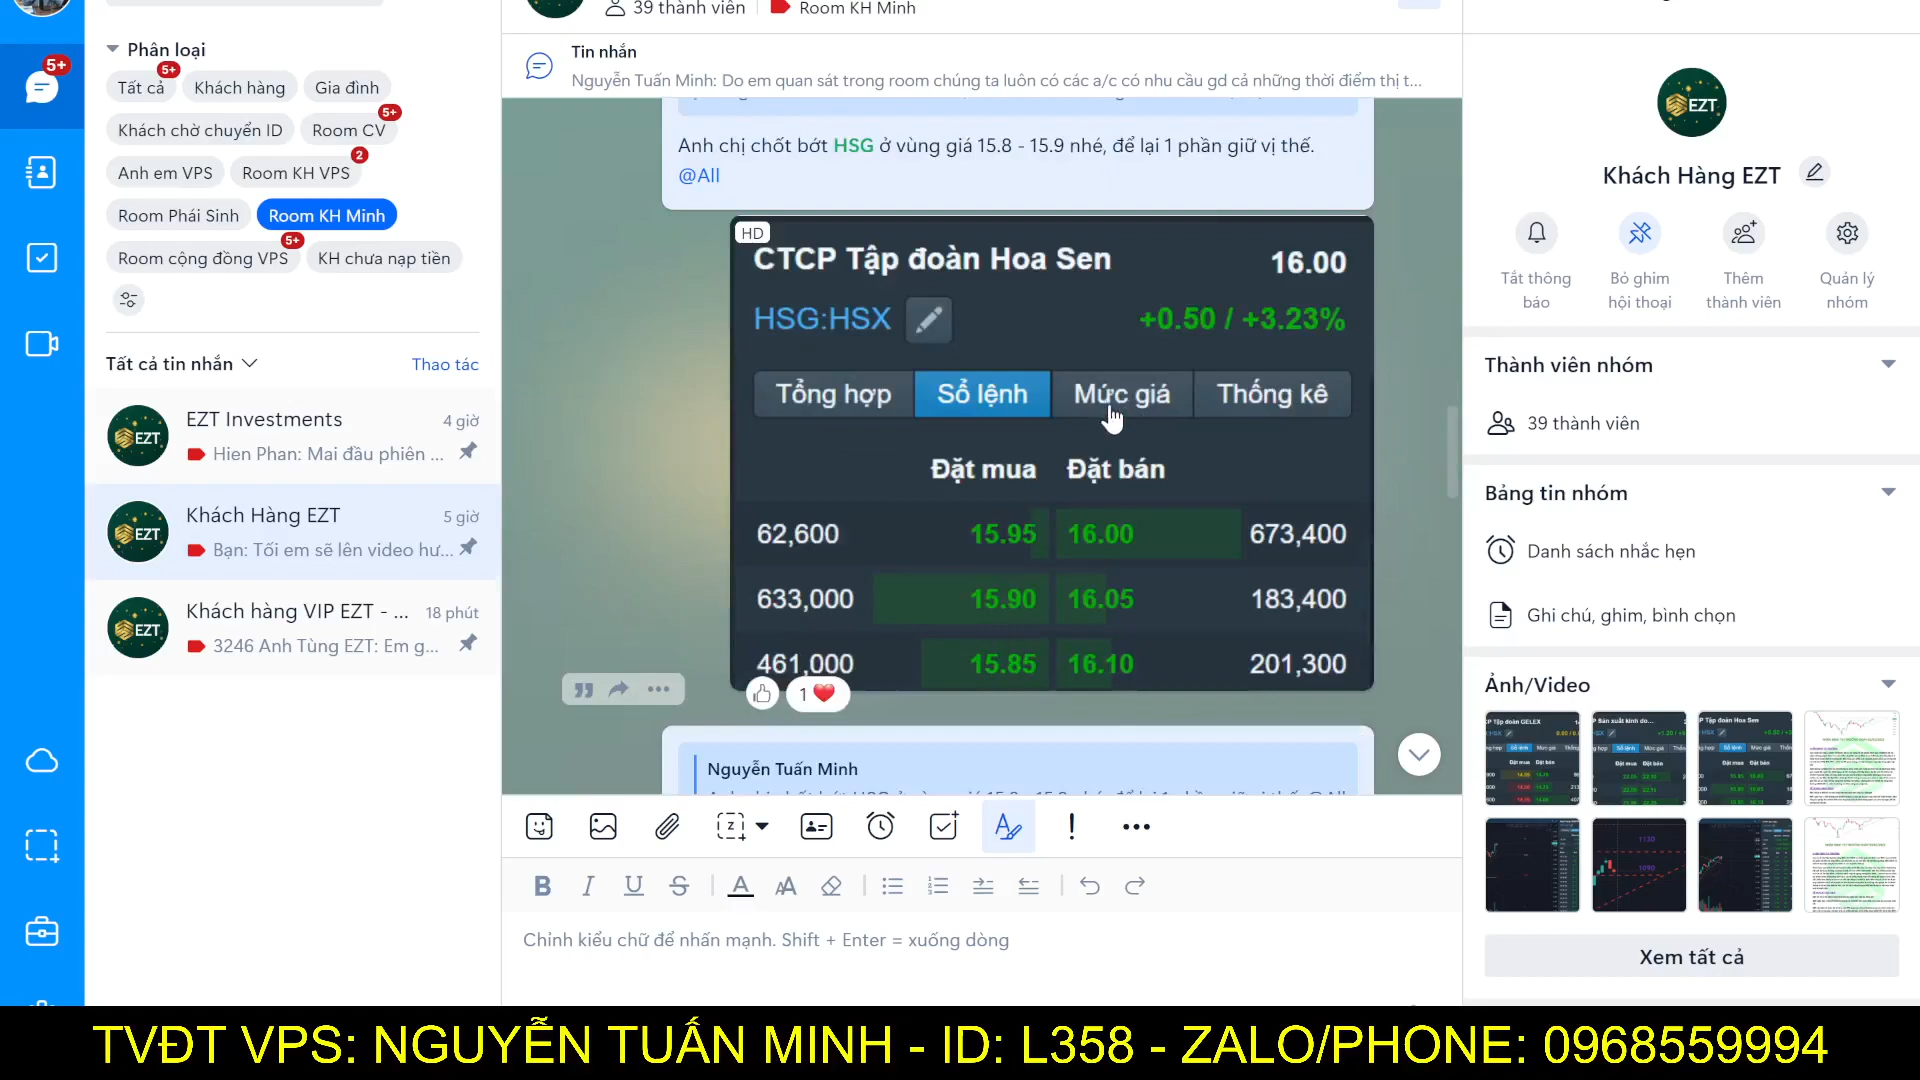 39 thành viên
Room KH Minh
5+
Phân loại
5+
Tất cả
Khách hàng
Gia đình
5+
Khách chờ chuyển ID
Room CV
2
Anh em VPS
Room KH VPS
Room Phái Sinh
Room KH Minh
5+
Room cộng đồng VPS
KH chưa nạp tiền
Tất cả tin nhắn
Thao tác
EZT
EZT Investments
4 giờ
Hien Phan: Mai đầu phiên ...
EZT
Khách Hàng EZT
5 giờ
Bạn: Tối em sẽ lên video hư...
EZT
Khách hàng VIP EZT - ...
18 phút
3246 Anh Tùng EZT: Em g...
Tin nhắn
Nguyễn Tuấn Minh: Do em quan sát trong room chúng ta luôn có các a/c có nhu cầu gd cả những thời điểm thị t...
Anh chị chốt bớt HSG ở vùng giá 15.8 - 15.9 nhé, để lại 1 phần giữ vị thế.
@All
HD
CTCP Tập đoàn Hoa Sen
16.00
HSG:HSX
+0.50 / +3.23%
Tổng hợp
Sổ lệnh
Mức giá
Thống kê
Đặt mua
Đặt bán
62,600
15.95
16.00
673,400
633,000
15.90
16.05
183,400
461,000
15.85
16.10
201,300
1
Nguyễn Tuấn Minh
Chỉnh kiểu chữ để nhấn mạnh. Shift + Enter = xuống dòng
EZT
Khách Hàng EZT
Tắt thông báo
Bỏ ghim hội thoại
Thêm thành viên
Quản lý nhóm
Thành viên nhóm
39 thành viên
Bảng tin nhóm
Danh sách nhắc hẹn
Ghi chú, ghim, bình chọn
Ảnh/Video
1130
1090
Xem tất cả
TVĐT VPS: NGUYỄN TUẤN MINH - ID: L358 - ZALO/PHONE: 0968559994